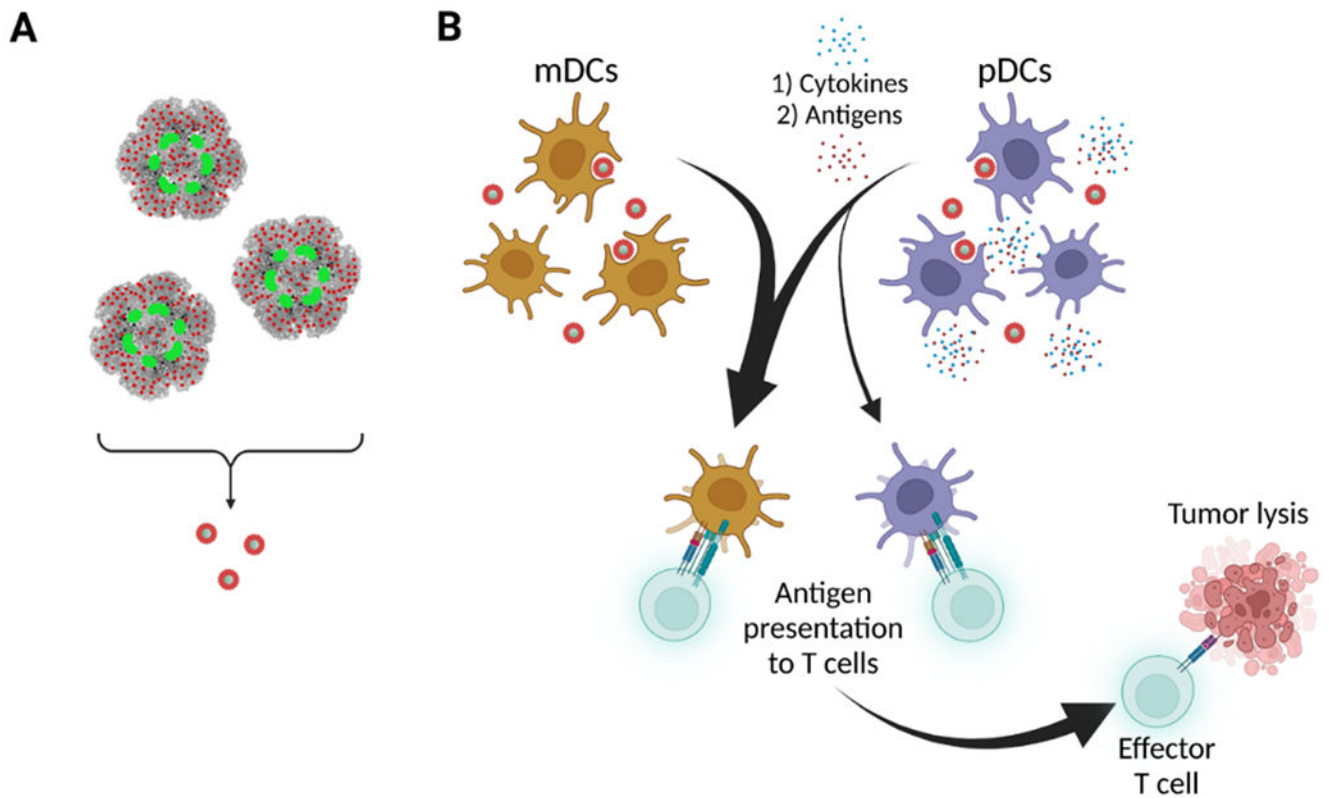 A
B
mDCs
1) Cytokines
2) Antigens
pDCs
Antigen
presentation
to T cells
Tumor lysis
Effector
T cell